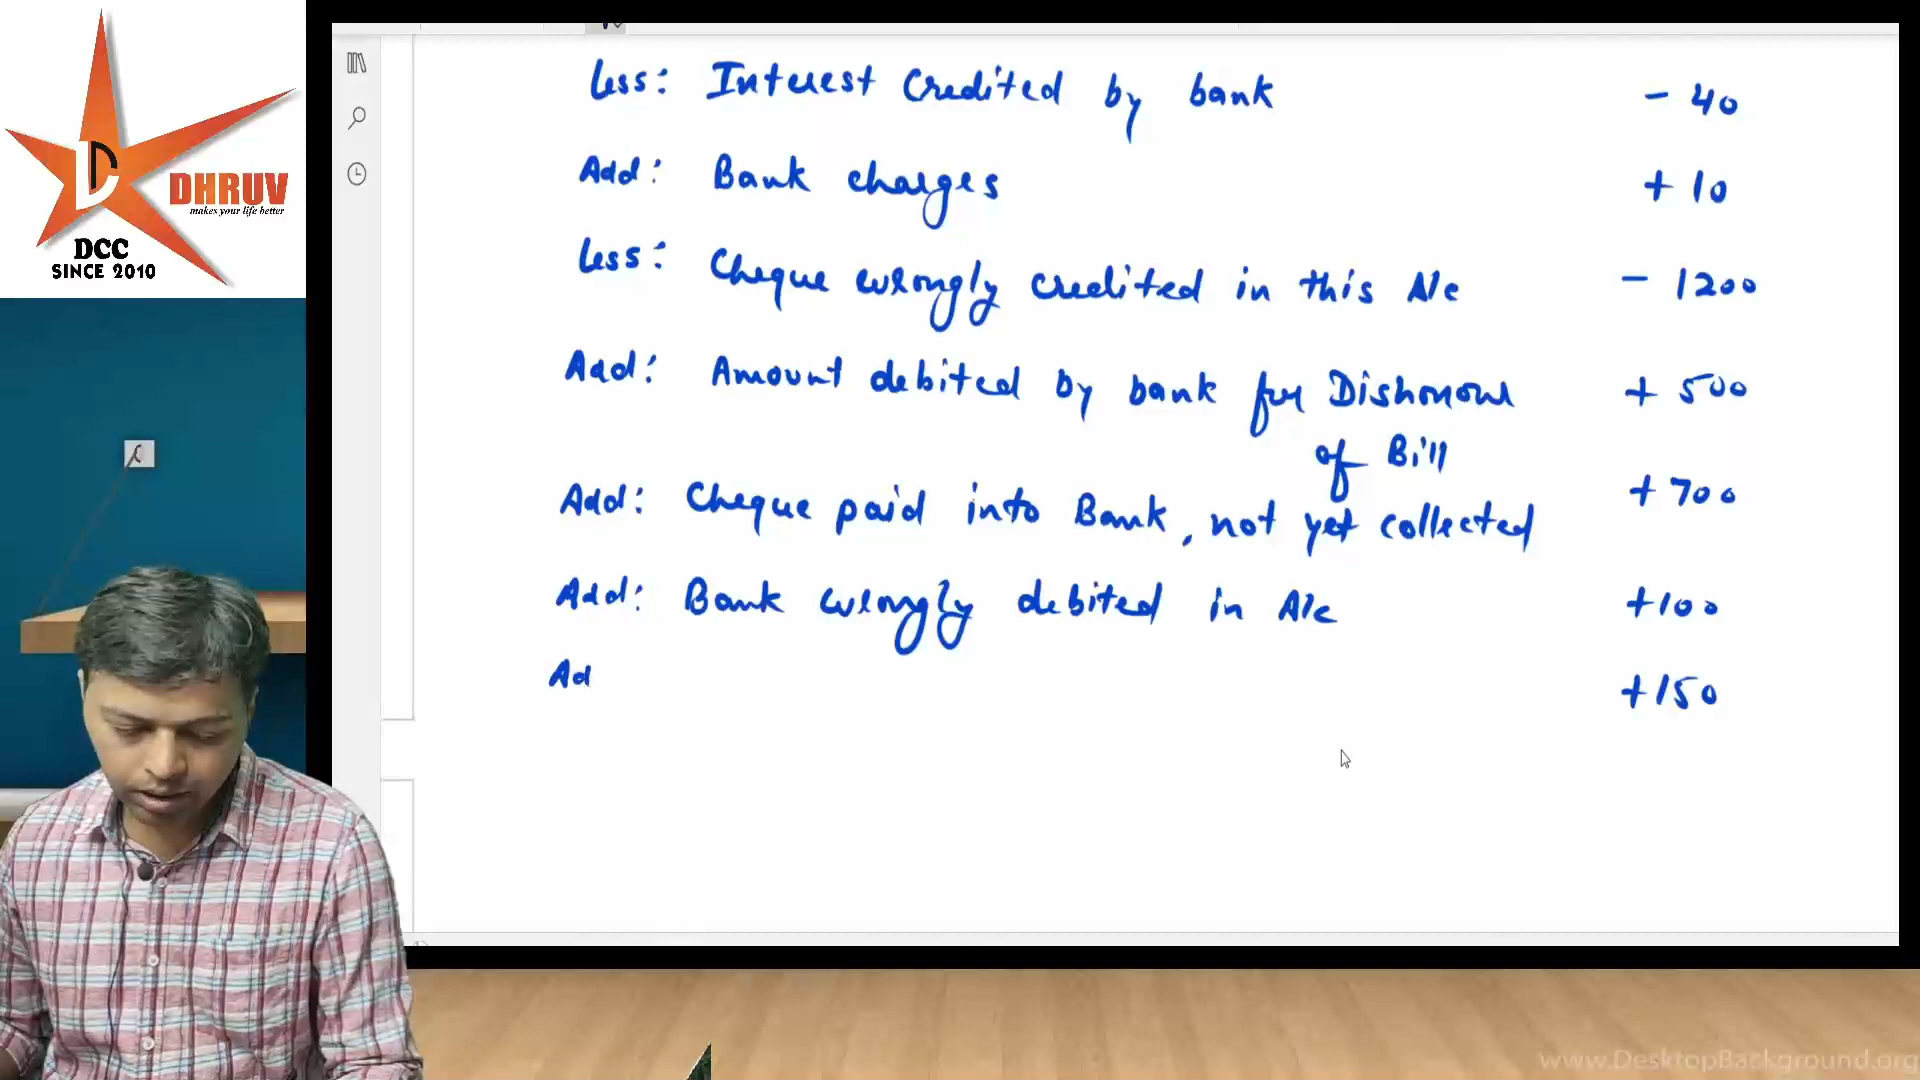 Less: Interest Credited by bank - 40
Add: Bank charges + 10
Less: Cheque wrongly credited in this A/c - 1200
Add: Amount debited by bank for Dishonour of Bill + 500
Add: Cheque paid into Bank, not yet collected + 700
Add: Bank wrongly debited in A/c +100
Ad +150
DC
DHRUV
makes your life better
DCC
SINCE 2010
www.DesktopBackground.org